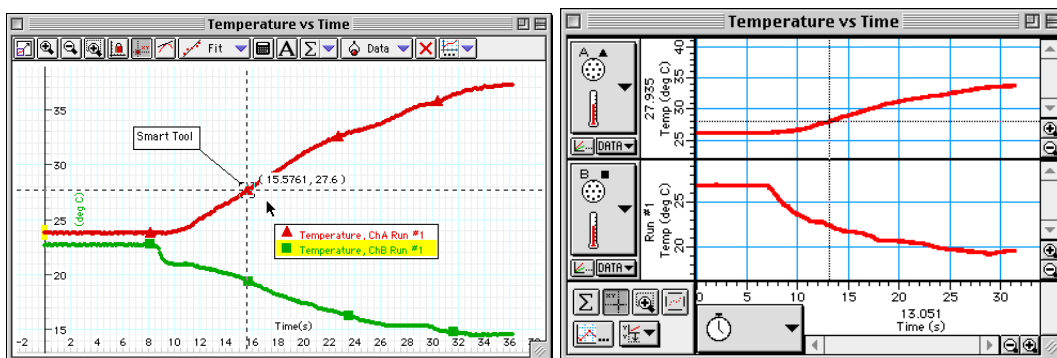 Temperature vs Time
Fit
A
Σ
Data
35
30
25
20
15
(deg C)
Smart Tool
( 15.5761, 27.6 )
Temperature, ChA Run #1
Temperature, ChB Run #1
Time(s)
-2 0 2 4 6 8 10 12 14 16 18 20 22 24 26 28 30 32 34 36
Temperature vs Time
A
DATA
27.935
Temp (deg C)
40
35
30
25
B
DATA
Run #1
Temp (deg C)
25
20
Σ
XY
0 5 10 15 20 25 30
13.051
Time (s)